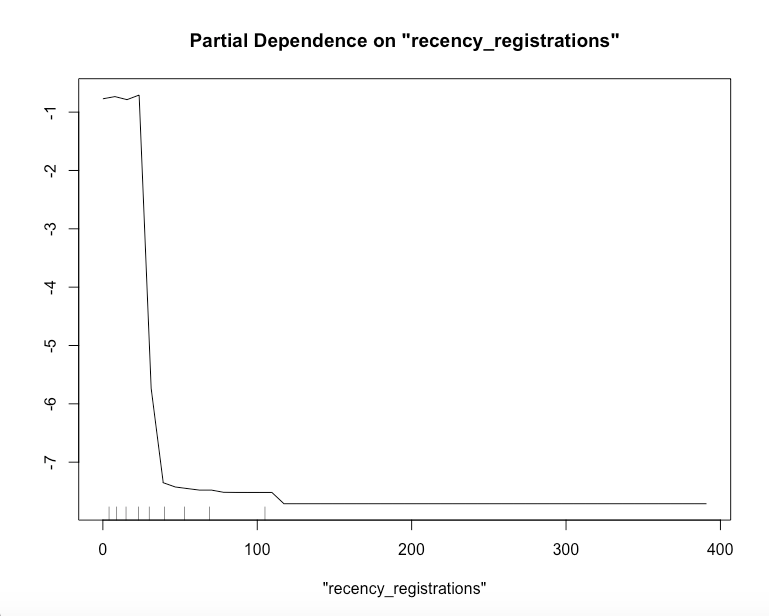 Partial Dependence on "recency_registrations"
-1
-2
-3
-4
-5
-6
-7
0 100 200 300 400
"recency_registrations"